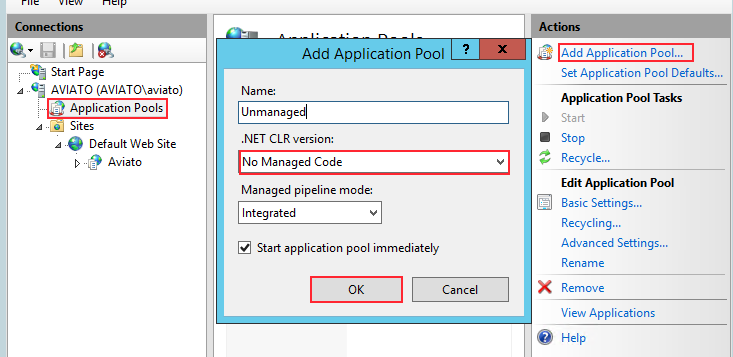 File View Help
Connections
Start Page
AVIATO (AVIATO\aviato)
Application Pools
Sites
Default Web Site
Aviato
Add Application Pool
?
X
Name:
Unmanaged
.NET CLR version:
No Managed Code
Managed pipeline mode:
Integrated
Start application pool immediately
OK Cancel
Actions
Add Application Pool...
Set Application Pool Defaults...
Application Pool Tasks
Start
Stop
Recycle...
Edit Application Pool
Basic Settings...
Recycling...
Advanced Settings...
Rename
Remove
View Applications
Help